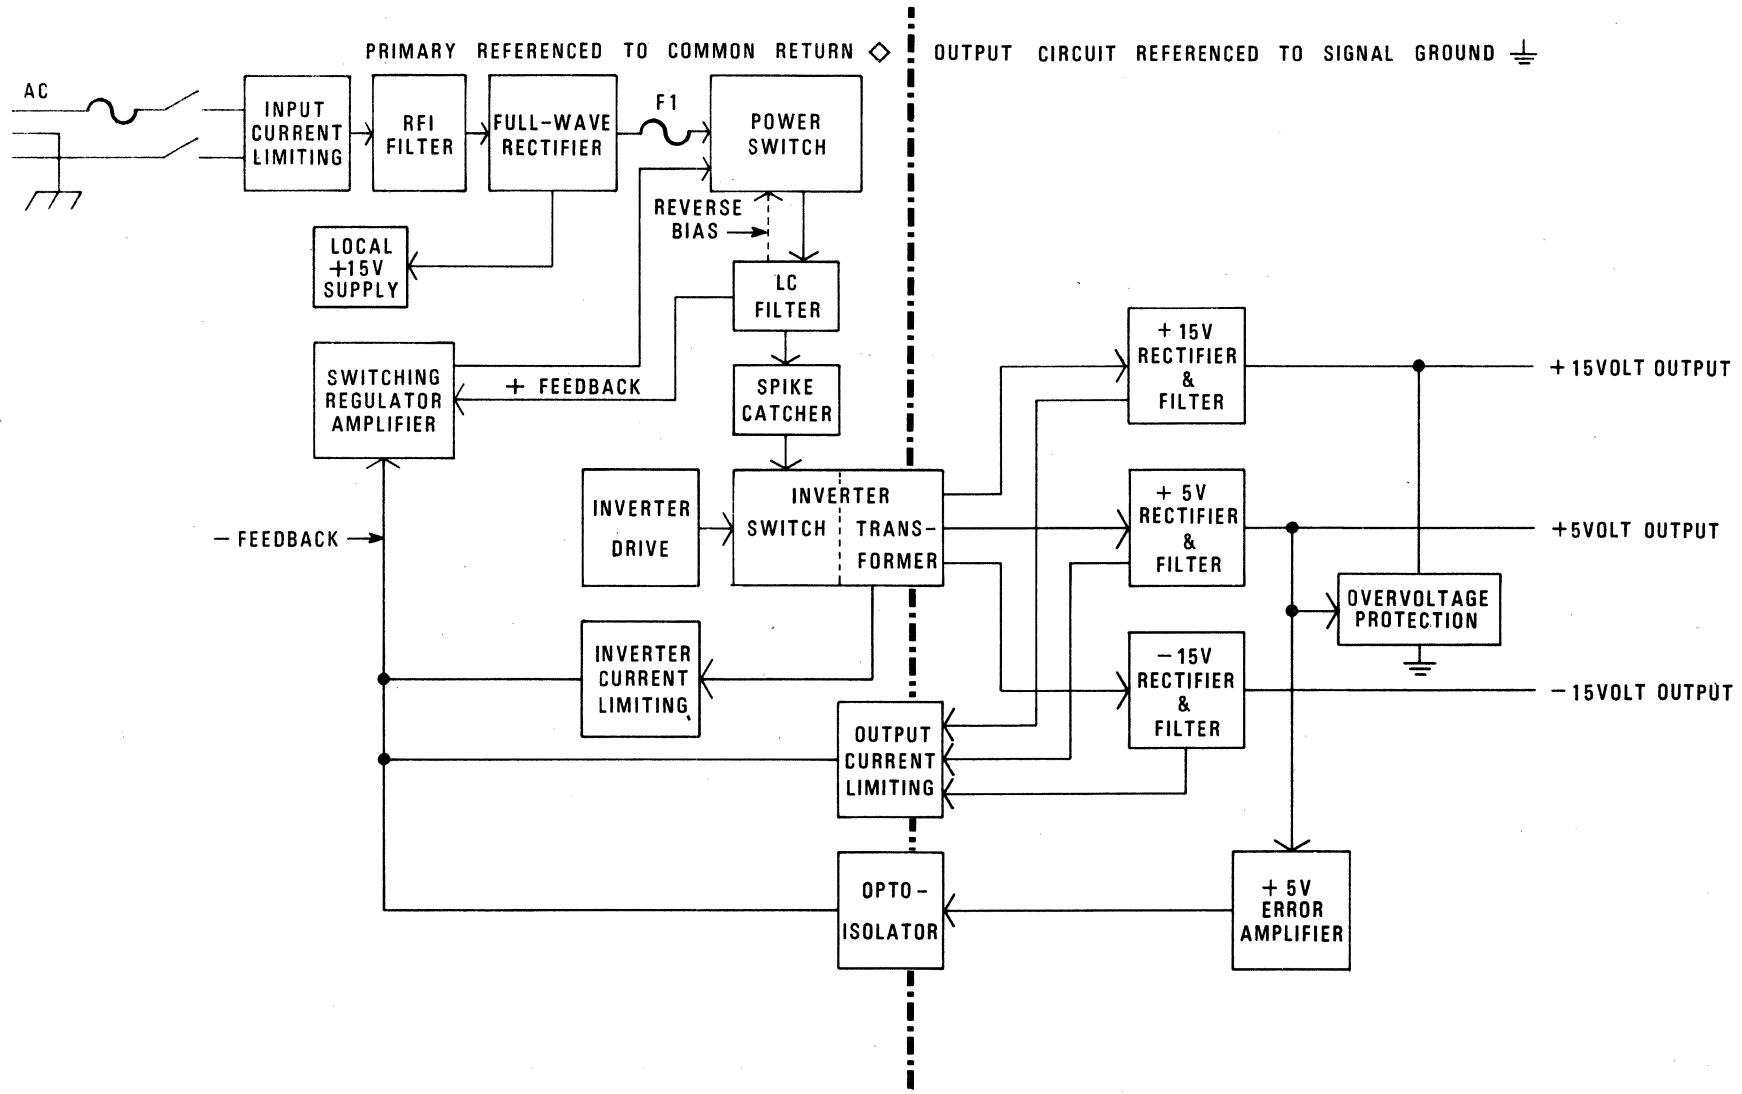 PRIMARY REFERENCED TO COMMON RETURN
OUTPUT CIRCUIT REFERENCED TO SIGNAL GROUND
AC
INPUT
CURRENT
LIMITING
RFI
FILTER
FULL-WAVE
RECTIFIER
F1
POWER
SWITCH
REVERSE
BIAS
LOCAL
+15V
SUPPLY
LC
FILTER
SWITCHING
REGULATOR
AMPLIFIER
+ FEEDBACK
SPIKE
CATCHER
+ 15V
RECTIFIER
&
FILTER
+15VOLT OUTPUT
INVERTER
DRIVE
INVERTER
SWITCH
TRANS-
FORMER
+ 5V
RECTIFIER
&
FILTER
+5VOLT OUTPUT
- FEEDBACK
OVERVOLTAGE
PROTECTION
INVERTER
CURRENT
LIMITING
-15V
RECTIFIER
&
FILTER
-15VOLT OUTPUT
OUTPUT
CURRENT
LIMITING
OPTO-
ISOLATOR
+ 5V
ERROR
AMPLIFIER